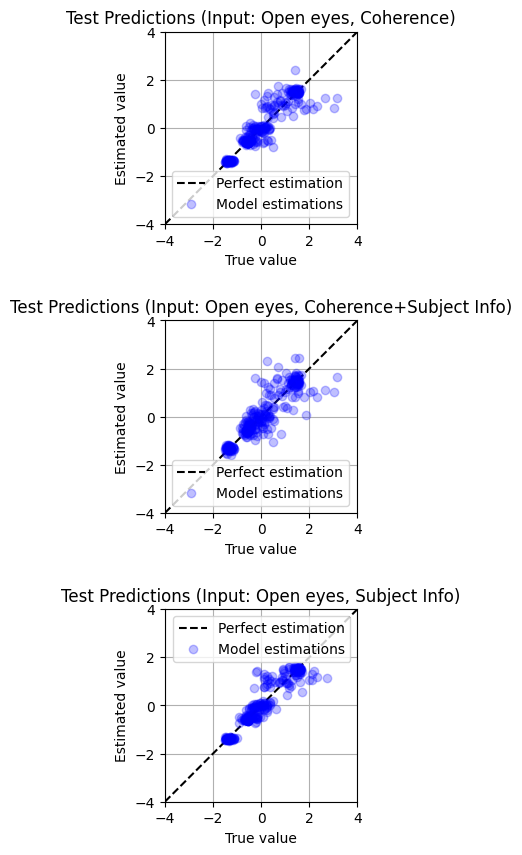 Test Predictions (Input: Open eyes, Coherence)
4
2
0
−2
−4
Estimated value
Perfect estimation
Model estimations
−4 −2 0 2 4
True value
Test Predictions (Input: Open eyes, Coherence+Subject Info)
4
2
0
−2
−4
Estimated value
Perfect estimation
Model estimations
−4 −2 0 2 4
True value
Test Predictions (Input: Open eyes, Subject Info)
4
2
0
−2
−4
Estimated value
Perfect estimation
Model estimations
−4 −2 0 2 4
True value